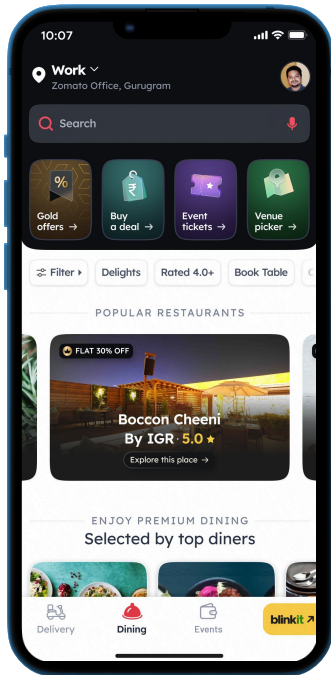 10:07
Work
Zomato Office, Gurugram
Search
%
₹
Gold
offers →
Buy
a deal →
Event
tickets →
Venue
picker →
Filter
Delights
Rated 4.0+
Book Table
POPULAR RESTAURANTS
FLAT 30% OFF
Boccon Cheeni
By IGR · 5.0 ★
Explore this place →
ENJOY PREMIUM DINING
Selected by top diners
Delivery
Dining
Events
blinkit ↗